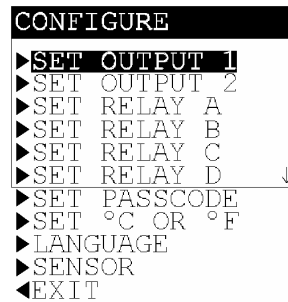 CONFIGURE
▶SET OUTPUT 1
▶SET OUTPUT 2
▶SET RELAY A
▶SET RELAY B
▶SET RELAY C
▶SET RELAY D ↓
▶SET PASSCODE
▶SET °C OR °F
▶LANGUAGE
▶SENSOR
◀EXIT